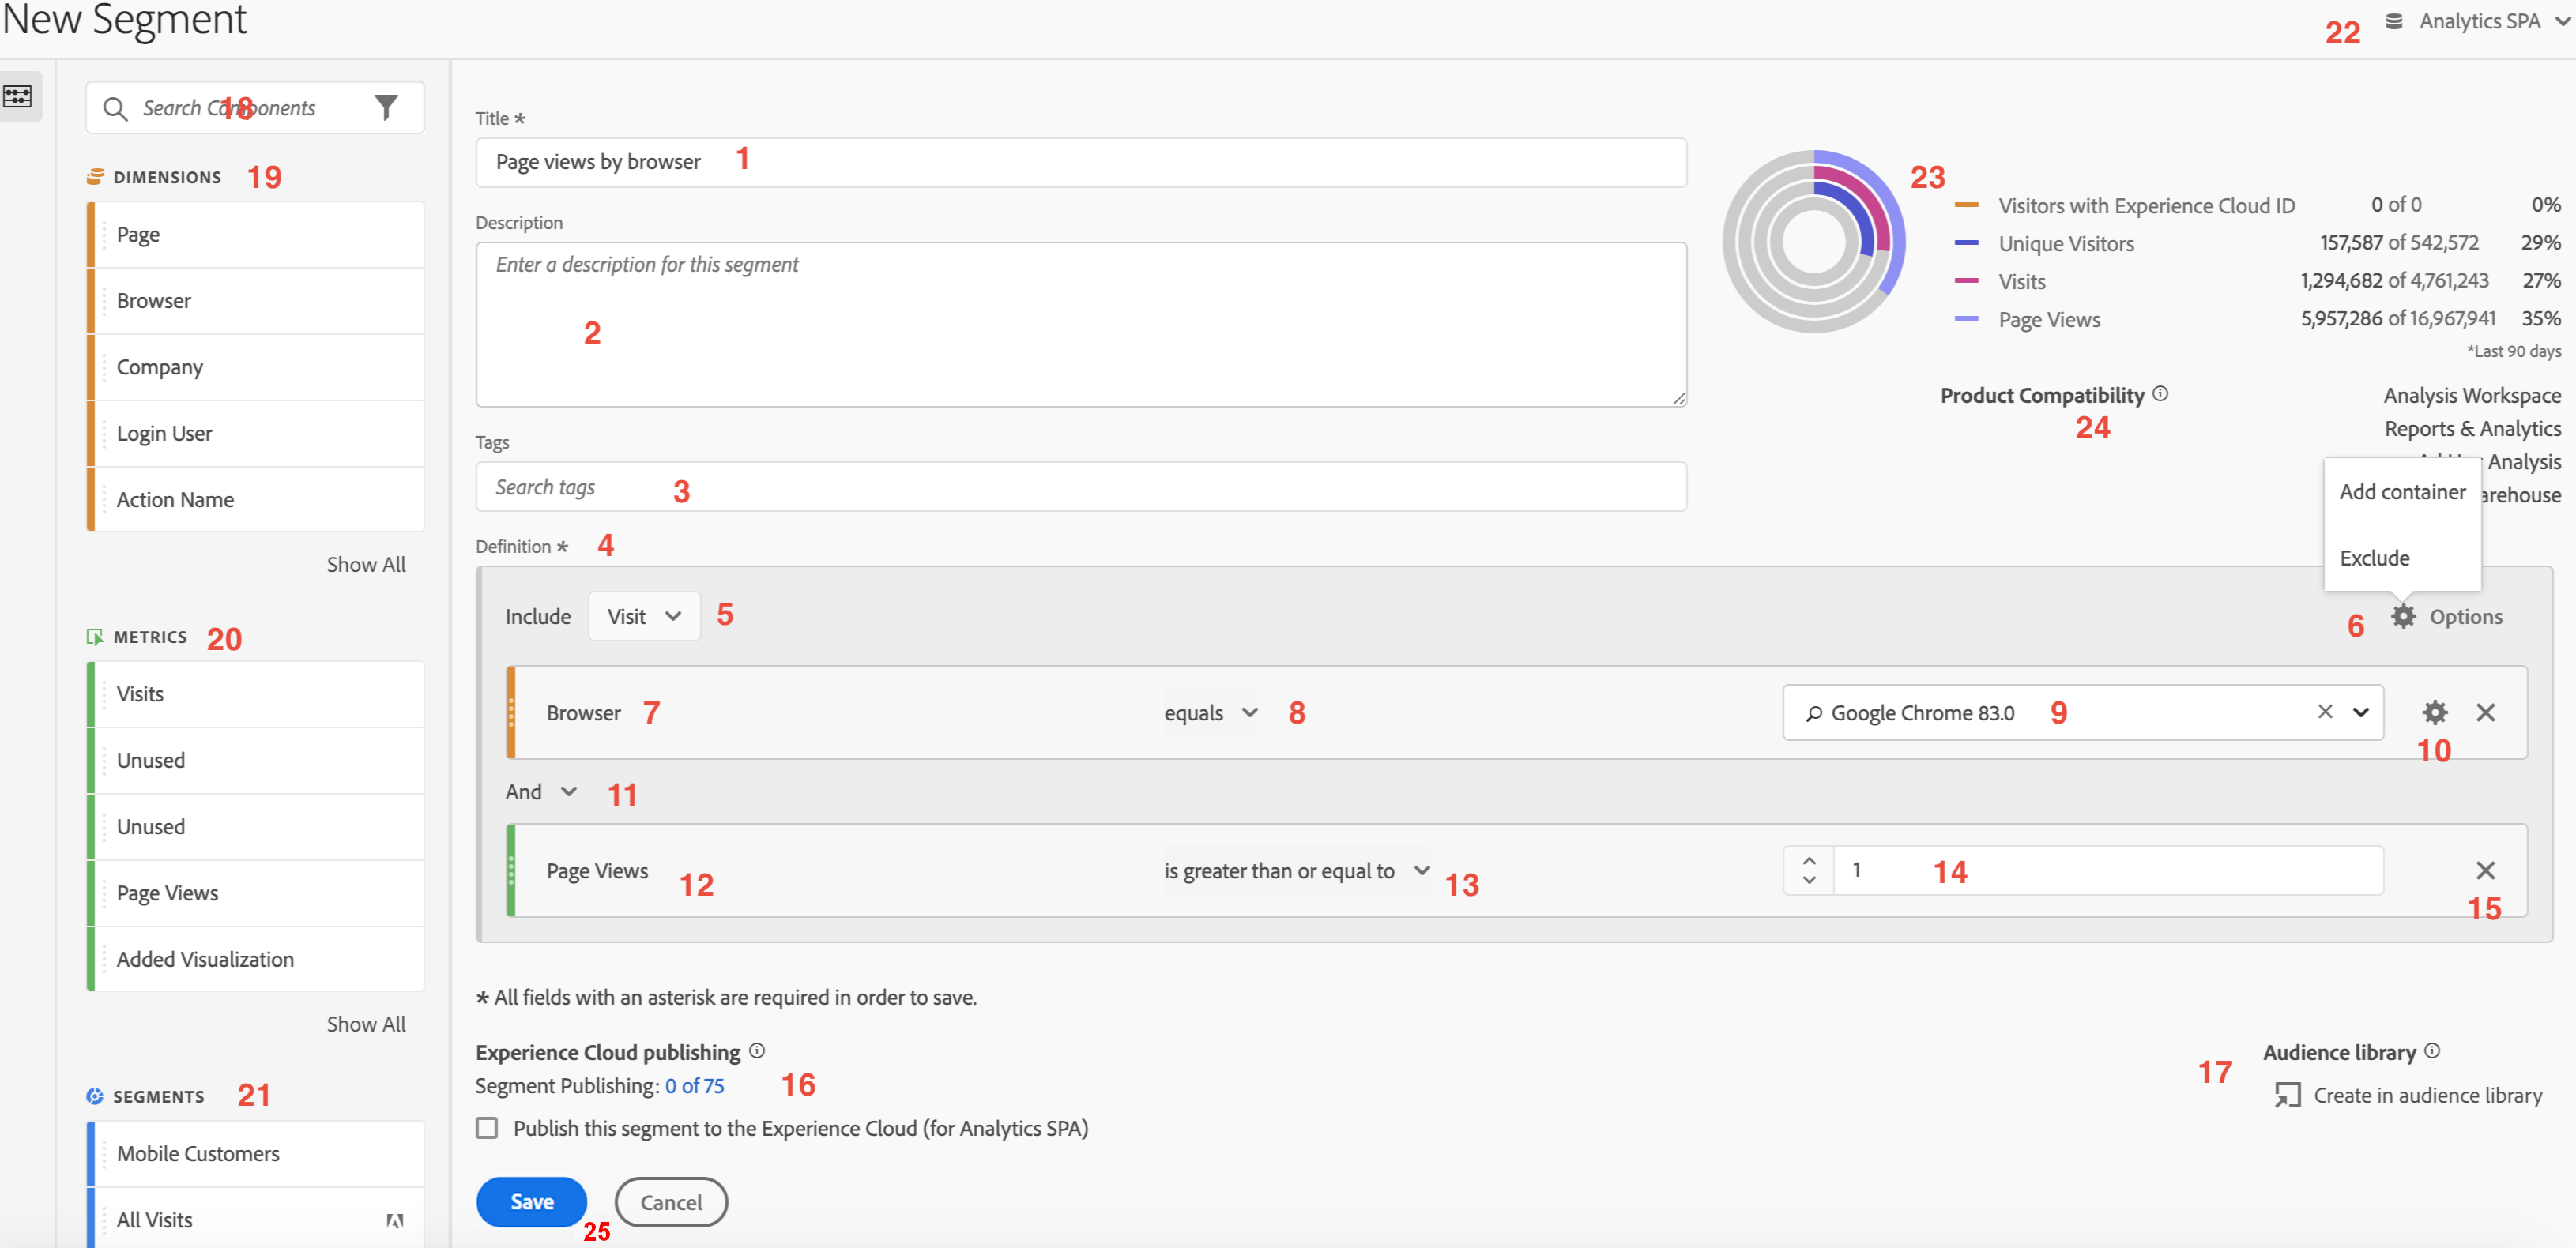 New Segment
22 Analytics SPA
Search Components 18
DIMENSIONS 19
Page
Browser
Company
Login User
Action Name
Show All
METRICS 20
Visits
Unused
Unused
Page Views
Added Visualization
Show All
SEGMENTS 21
Mobile Customers
All Visits
Title *
Page views by browser 1
Description
Enter a description for this segment
2
Tags
Search tags 3
23
Visitors with Experience Cloud ID 0 of 0 0%
Unique Visitors 157,587 of 542,572 29%
Visits 1,294,682 of 4,761,243 27%
Page Views 5,957,286 of 16,967,941 35%
*Last 90 days
Product Compatibility Analysis Workspace
24 Reports & Analytics
Analysis
Add container
Exclude
Definition * 4
Include Visit 5
6 Options
Browser 7 equals 8 Google Chrome 83.0 9
10
And 11
Page Views 12 is greater than or equal to 13 1 14
15
* All fields with an asterisk are required in order to save.
Experience Cloud publishing
Segment Publishing: 0 of 75 16
Publish this segment to the Experience Cloud (for Analytics SPA)
17 Audience library
Create in audience library
Save 25 Cancel